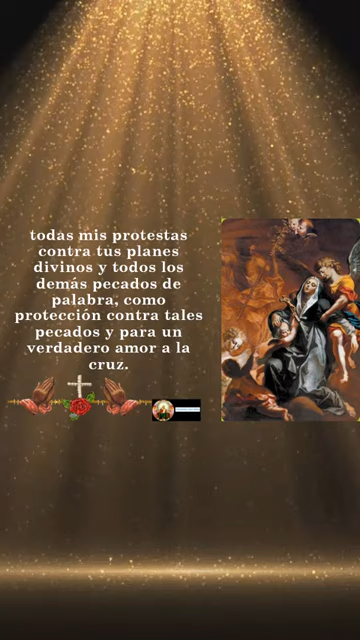 todas mis protestas
contra tus planes
divinos y todos los
demás pecados de
palabra, como
protección contra tales
pecados y para un
verdadero amor a la
cruz.